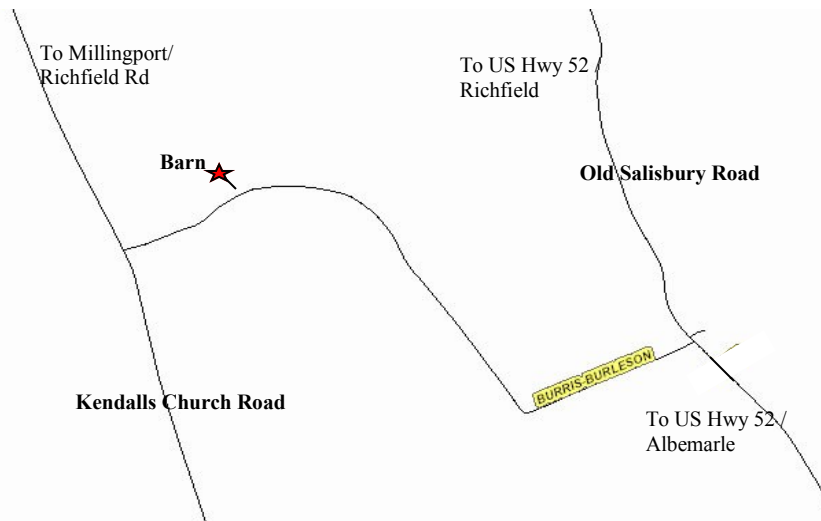 To Millingport/
Richfield Rd
To US Hwy 52 /
Richfield
Barn
Old Salisbury Road
BURRIS-BURLESON
Kendalls Church Road
To US Hwy 52 /
Albemarle